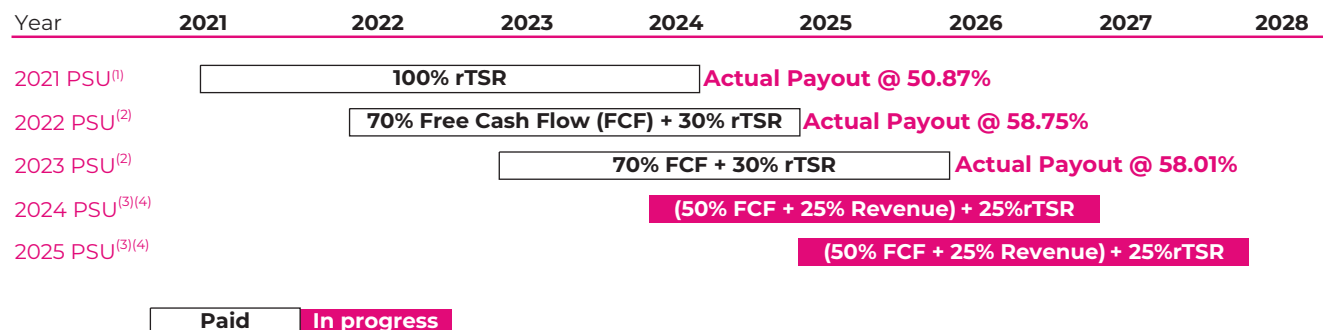 Year 2021 2022 2023 2024 2025 2026 2027 2028
2021 PSU(1) 100% rTSR Actual Payout @ 50.87%
2022 PSU(2) 70% Free Cash Flow (FCF) + 30% rTSR Actual Payout @ 58.75%
2023 PSU(2) 70% FCF + 30% rTSR Actual Payout @ 58.01%
2024 PSU(3)(4) (50% FCF + 25% Revenue) + 25%rTSR
2025 PSU(3)(4) (50% FCF + 25% Revenue) + 25%rTSR
Paid In progress